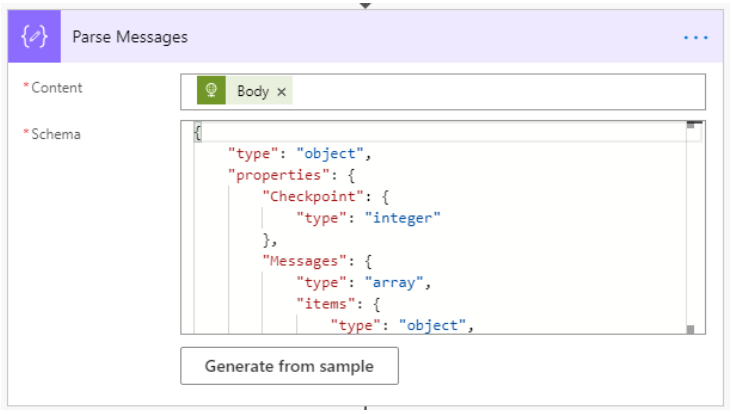 Parse Messages
...
*Content
Body ×
*Schema
{
"type": "object",
"properties": {
"Checkpoint": {
"type": "integer"
},
"Messages": {
"type": "array",
"items": {
"type": "object",
Generate from sample